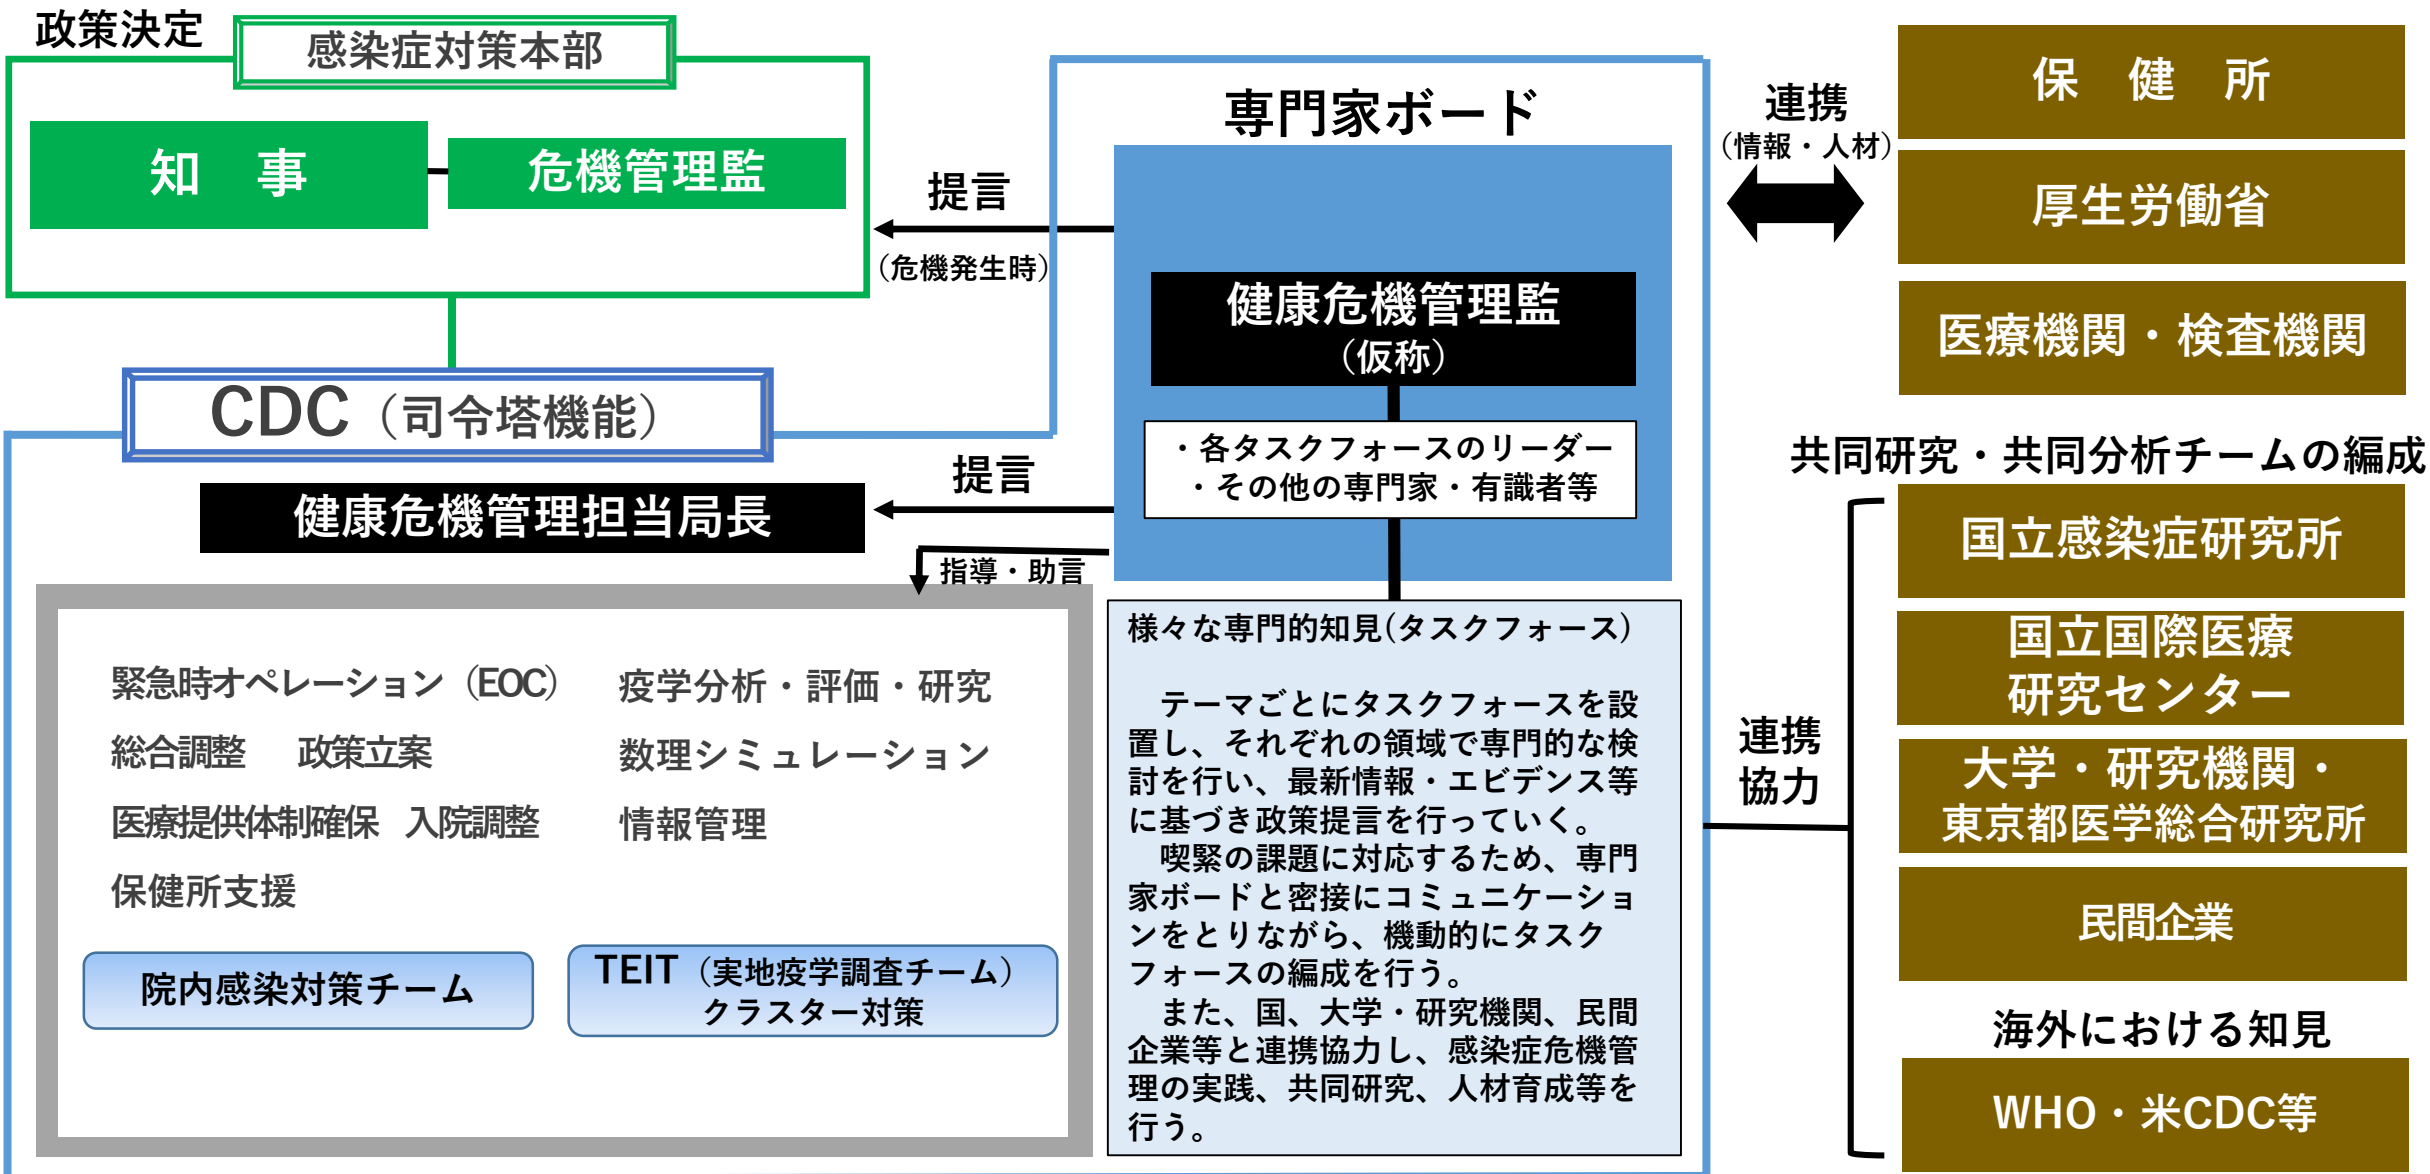 政策決定
感染症対策本部
知　事
危機管理監
提言
（危機発生時）
専門家ボード
健康危機管理監
（仮称）
・各タスクフォースのリーダー
・その他の専門家・有識者等
連携
（情報・人材）
保　健　所
厚生労働省
医療機関・検査機関
CDC（司令塔機能）
健康危機管理担当局長
提言
指導・助言
緊急時オペレーション（EOC）
総合調整　政策立案
医療提供体制確保　入院調整
保健所支援
疫学分析・評価・研究
数理シミュレーション
情報管理
院内感染対策チーム
TEIT（実地疫学調査チーム）
クラスター対策
様々な専門的知見(タスクフォース)
　テーマごとにタスクフォースを設
置し、それぞれの領域で専門的な検
討を行い、最新情報・エビデンス等
に基づき政策提言を行っていく。
　喫緊の課題に対応するため、専門
家ボードと密接にコミュニケーショ
ンをとりながら、機動的にタスク
フォースの編成を行う。
　また、国、大学・研究機関、民間
企業等と連携協力し、感染症危機管
理の実践、共同研究、人材育成等を
行う。
連携
協力
共同研究・共同分析チームの編成
国立感染症研究所
国立国際医療
研究センター
大学・研究機関・
東京都医学総合研究所
民間企業
海外における知見
WHO・米CDC等